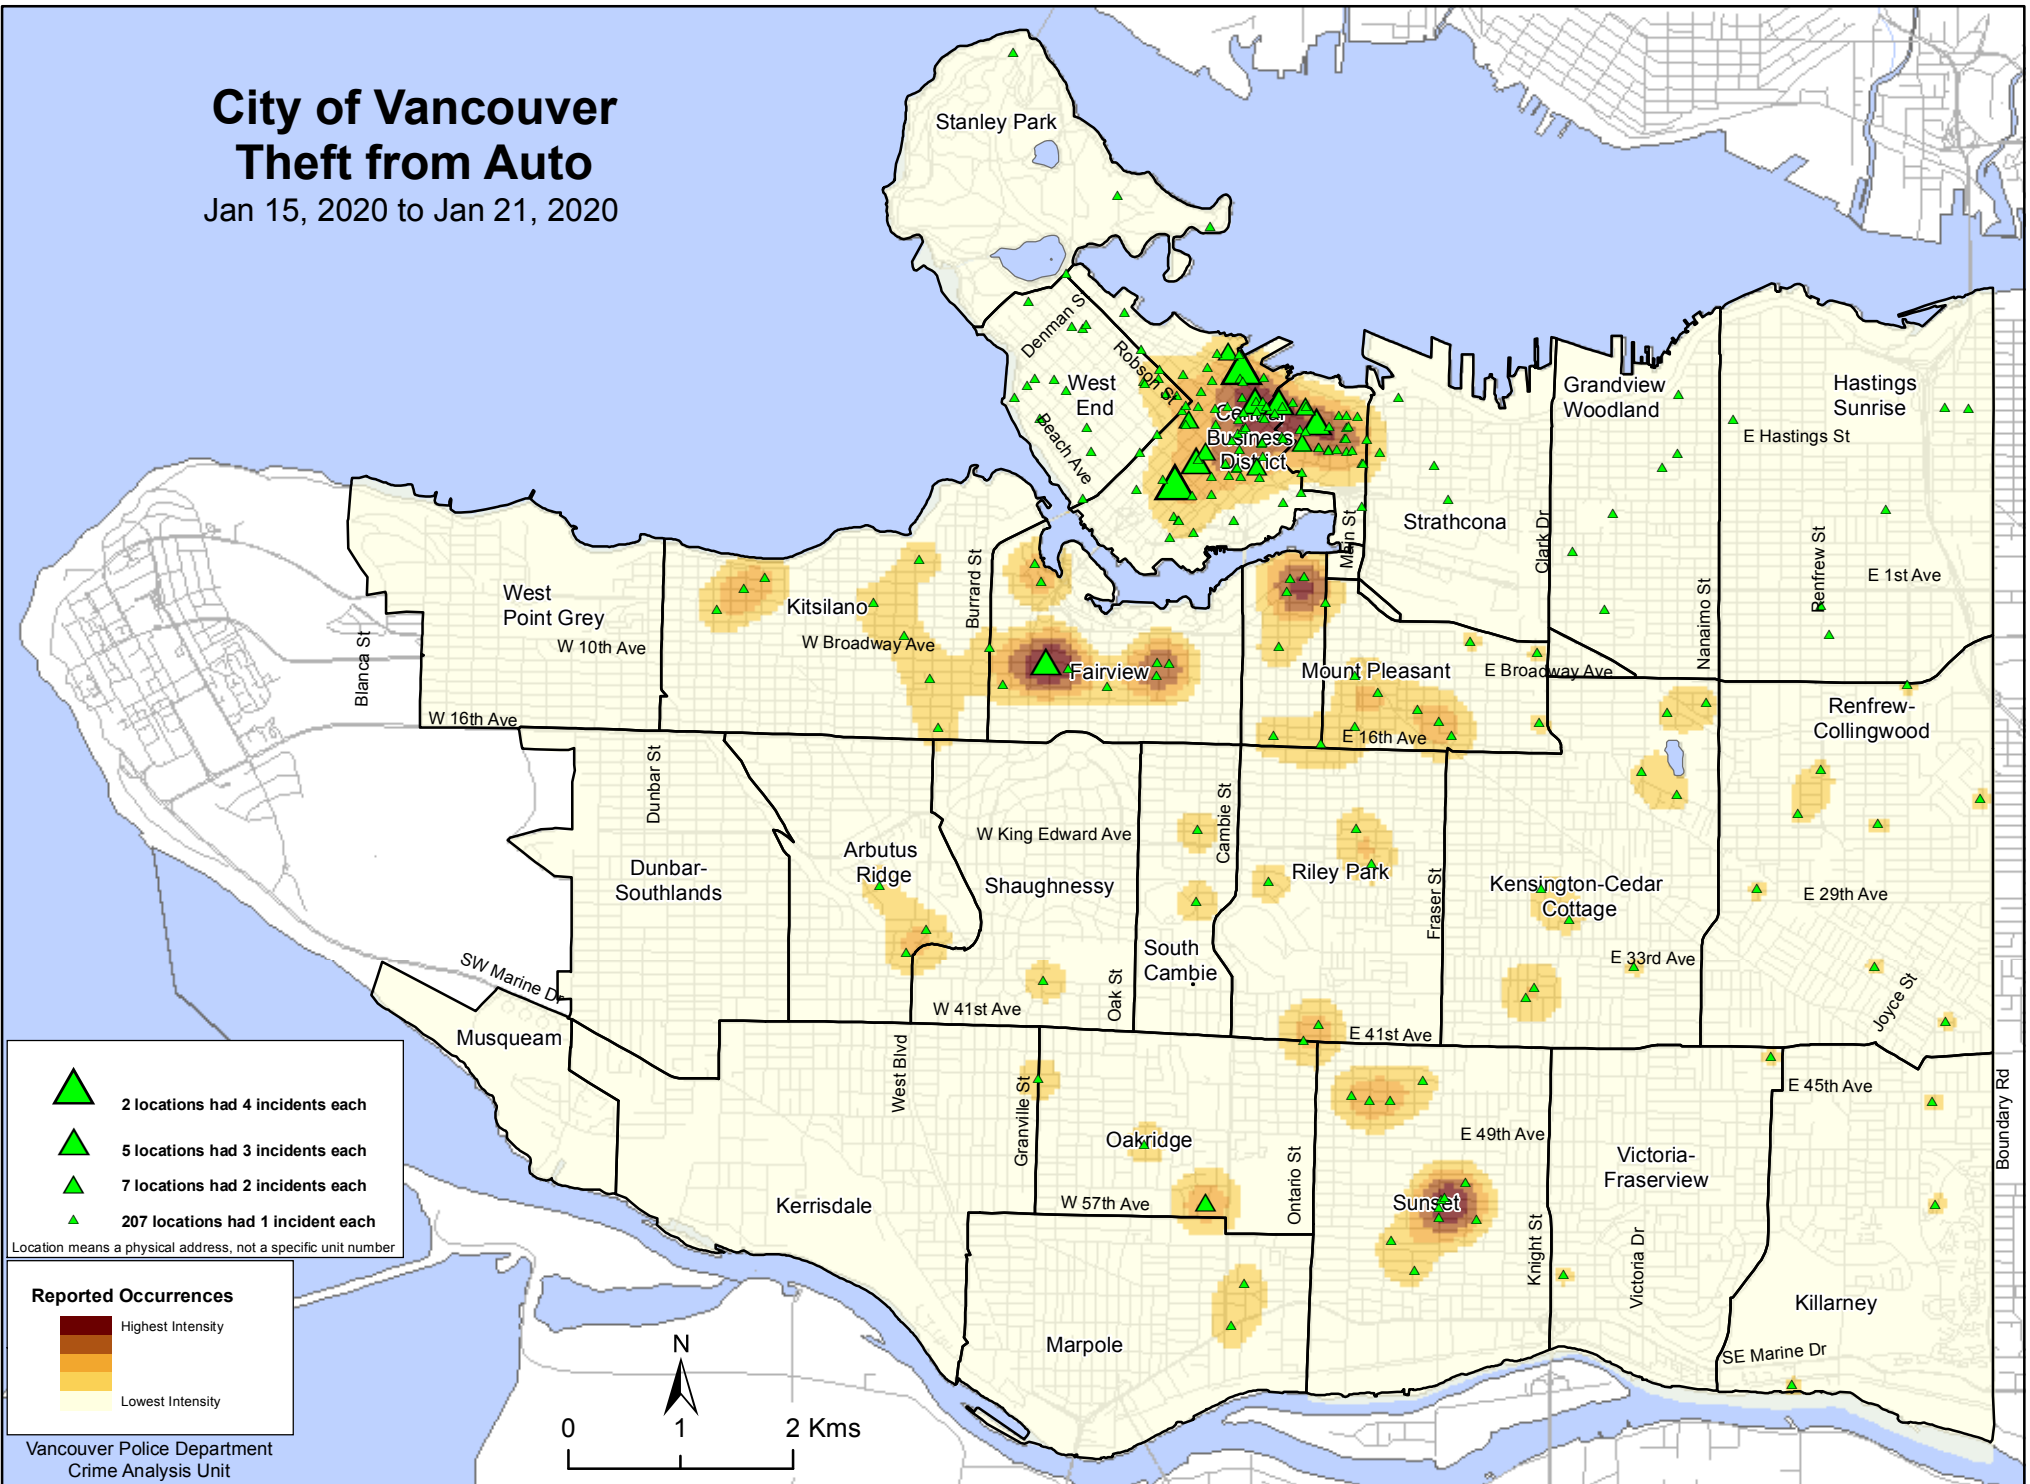 City of Vancouver
Theft from Auto
Jan 15, 2020 to Jan 21, 2020
Stanley Park
Denman S
Robson St
West
End
Beach Ave
Central
Business
District
Grandview
Woodland
Hastings
Sunrise
E Hastings St
Strathcona
Main St
Clark Dr
Nanaimo St
Renfrew St
E 1st Ave
West
Point Grey
Kitsilano
Burrard St
W 10th Ave
W Broadway Ave
Blanca St
Fairview
Mount Pleasant
E Broadway Ave
W 16th Ave
E 16th Ave
Renfrew-
Collingwood
Dunbar St
Cambie St
W King Edward Ave
Arbutus
Ridge
Dunbar-
Southlands
Shaughnessy
Riley Park
Fraser St
Kensington-Cedar
Cottage
E 29th Ave
South
Cambie
E 33rd Ave
SW Marine Dr
Oak St
W 41st Ave
E 41st Ave
Joyce St
Musqueam
West Blvd
Granville St
E 45th Ave
Boundary Rd
Oakridge
E 49th Ave
Ontario St
Victoria-
Fraserview
Kerrisdale
W 57th Ave
Sunset
Knight St
Victoria Dr
Killarney
Marpole
SE Marine Dr
2 locations had 4 incidents each
5 locations had 3 incidents each
7 locations had 2 incidents each
207 locations had 1 incident each
Location means a physical address, not a specific unit number
Reported Occurrences
Highest Intensity
Lowest Intensity
Vancouver Police Department
Crime Analysis Unit
N
0 1 2 Kms